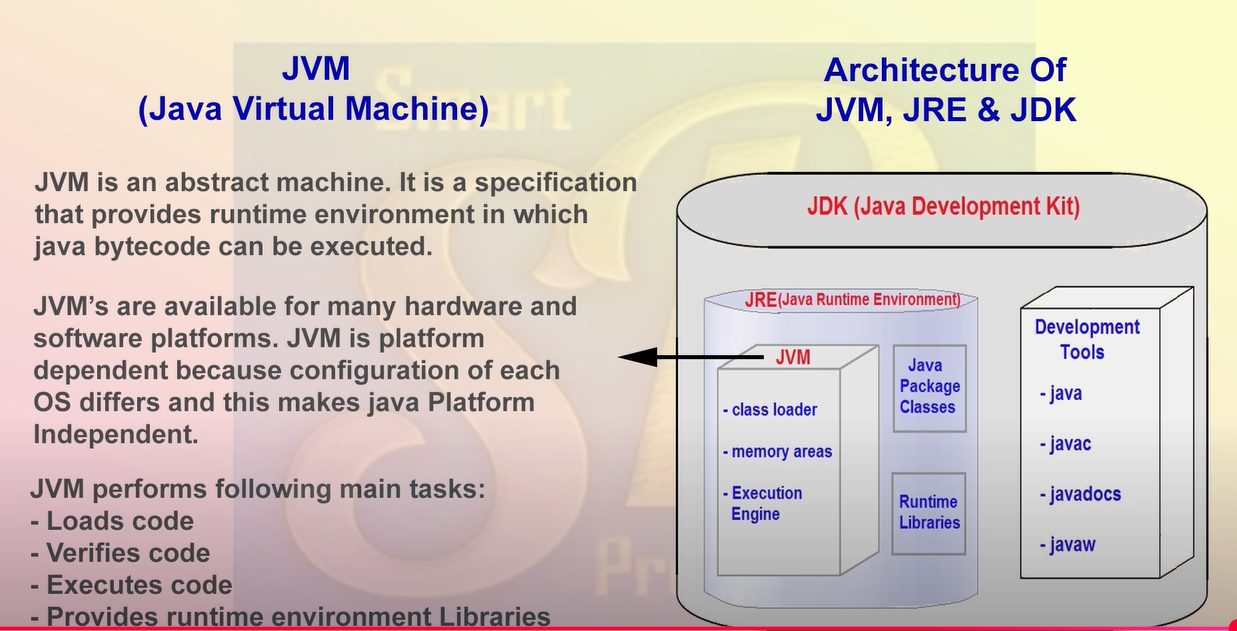 JVM
(Java Virtual Machine)
JVM is an abstract machine. It is a specification
that provides runtime environment in which
java bytecode can be executed.
JVM’s are available for many hardware and
software platforms. JVM is platform
dependent because configuration of each
OS differs and this makes java Platform
Independent.
JVM performs following main tasks:
- Loads code
- Verifies code
- Executes code
- Provides runtime environment Libraries
Architecture Of
JVM, JRE & JDK
JDK (Java Development Kit)
JRE(Java Runtime Environment)
JVM
- class loader
- memory areas
- Execution
Engine
Java
Package
Classes
Runtime
Libraries
Development
Tools
- java
- javac
- javadocs
- javaw
Smart